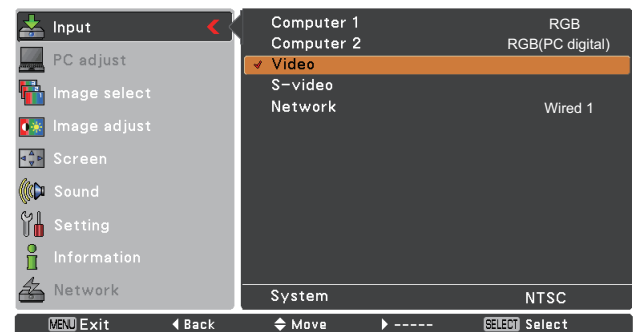 Input
PC adjust
Image select
Image adjust
Screen
Sound
Setting
Information
Network
Computer 1 RGB
Computer 2 RGB(PC digital)
Video
S-video
Network Wired 1
System NTSC
MENU Exit Back Move ----- SELECT Select